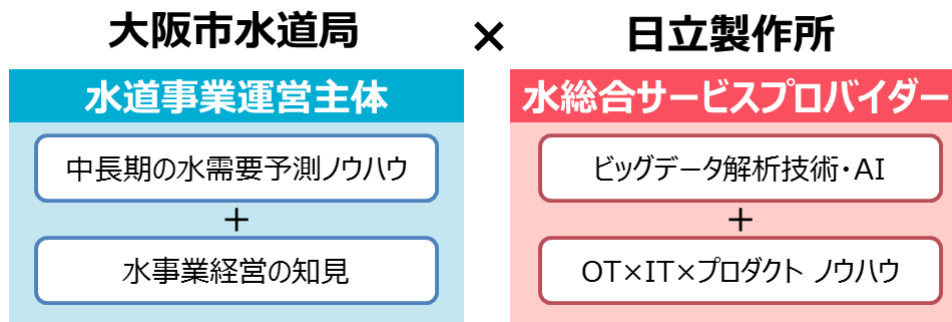 大阪市水道局 × 日立製作所
水道事業運営主体
中長期の水需要予測ノウハウ
+
水事業経営の知見
水総合サービスプロバイダー
ビッグデータ解析技術・AI
+
OT×IT×プロダクト ノウハウ